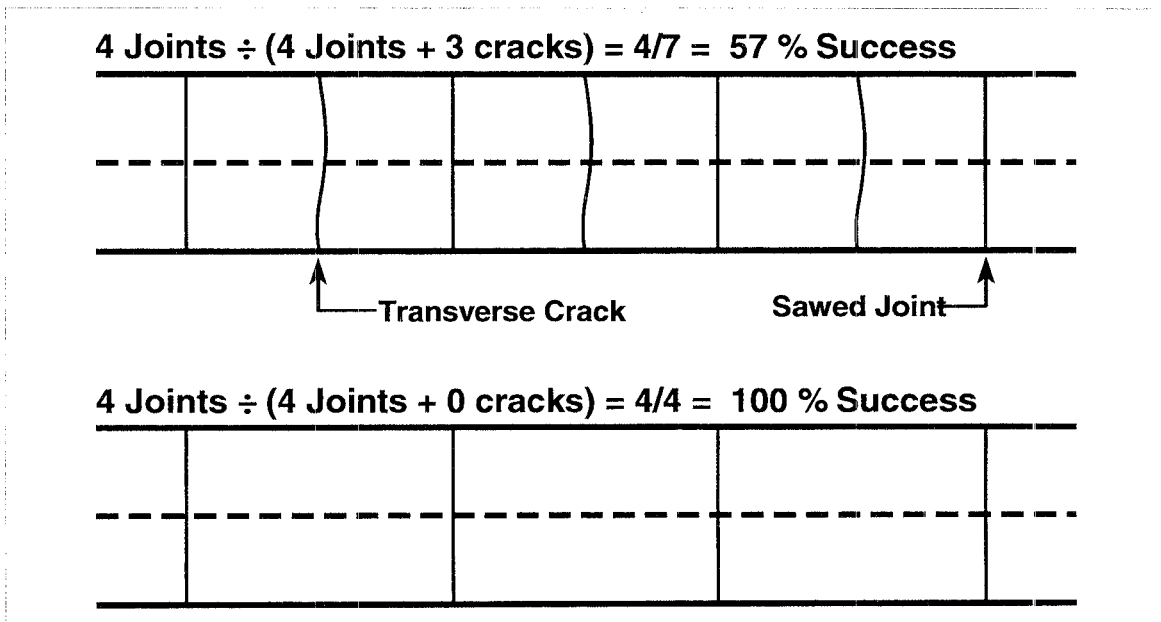 4 Joints ÷ (4 Joints + 3 cracks) = 4/7 = 57 % Success
Transverse Crack
Sawed Joint
4 Joints ÷ (4 Joints + 0 cracks) = 4/4 = 100 % Success